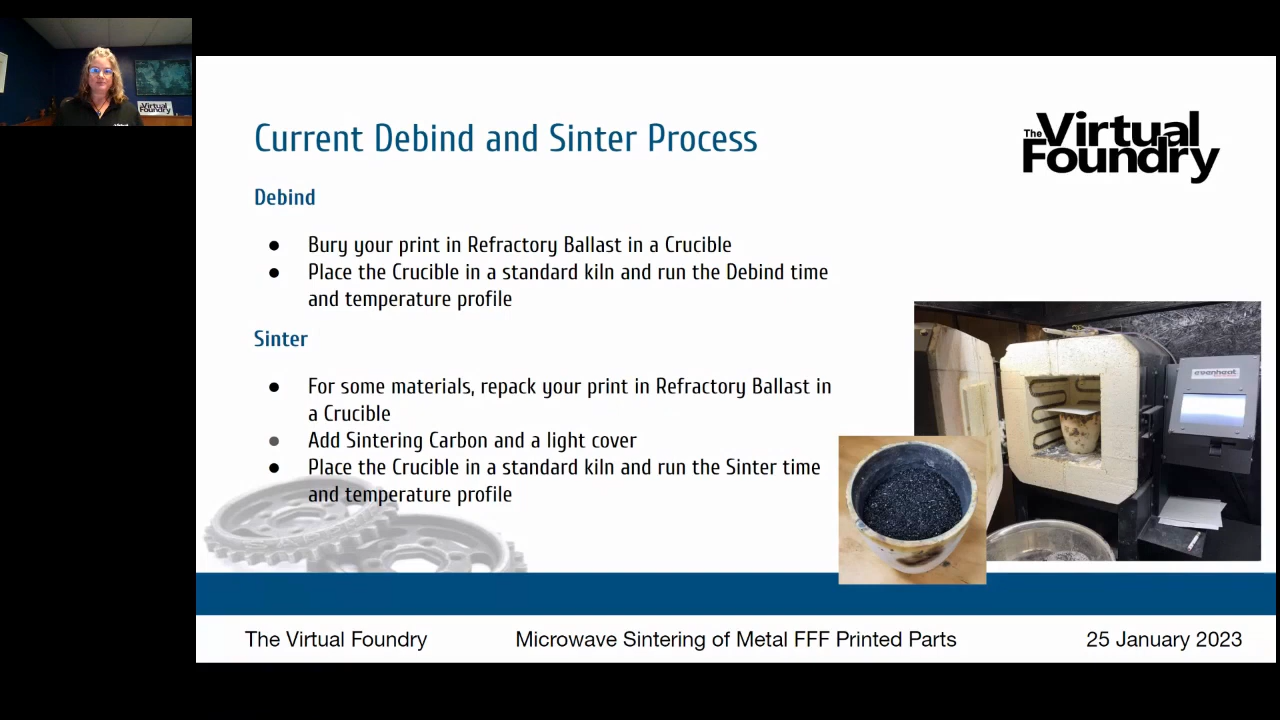 Virtual
Foundry
Current Debind and Sinter Process
The Virtual
Foundry
Debind
● Bury your print in Refractory Ballast in a Crucible
● Place the Crucible in a standard kiln and run the Debind time
and temperature profile
Sinter
● For some materials, repack your print in Refractory Ballast in
a Crucible
● Add Sintering Carbon and a light cover
● Place the Crucible in a standard kiln and run the Sinter time
and temperature profile
evenheat
The Virtual Foundry
Microwave Sintering of Metal FFF Printed Parts
25 January 2023